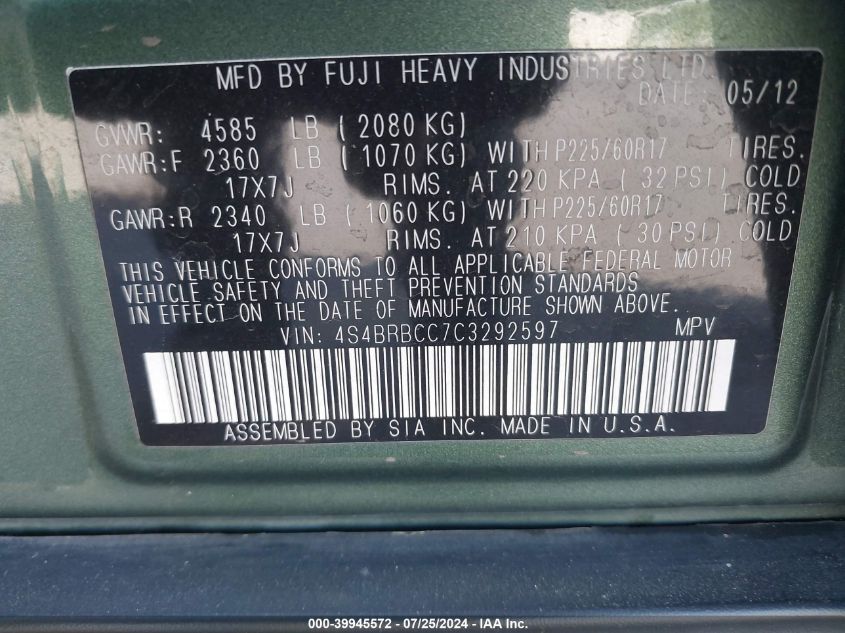 MFD BY FUJI HEAVY INDUSTRIES LTD.
DATE: 05/12
GVWR: 4585 LB ( 2080 KG)
GAWR:F 2360 LB ( 1070 KG) WITH P225/60R17 TIRES.
17X7J RIMS. AT 220 KPA ( 32 PSI) COLD
GAWR:R 2340 LB ( 1060 KG) WITH P225/60R17 TIRES.
17X7J RIMS. AT 210 KPA ( 30 PSI) COLD
THIS VEHICLE CONFORMS TO ALL APPLICABLE FEDERAL MOTOR
VEHICLE SAFETY AND THEFT PREVENTION STANDARDS
IN EFFECT ON THE DATE OF MANUFACTURE SHOWN ABOVE.
VIN: 4S4BRBCC7C3292597 MPV
ASSEMBLED BY SIA INC. MADE IN U.S.A.
000-39945572 - 07/25/2024 - IAAI.com